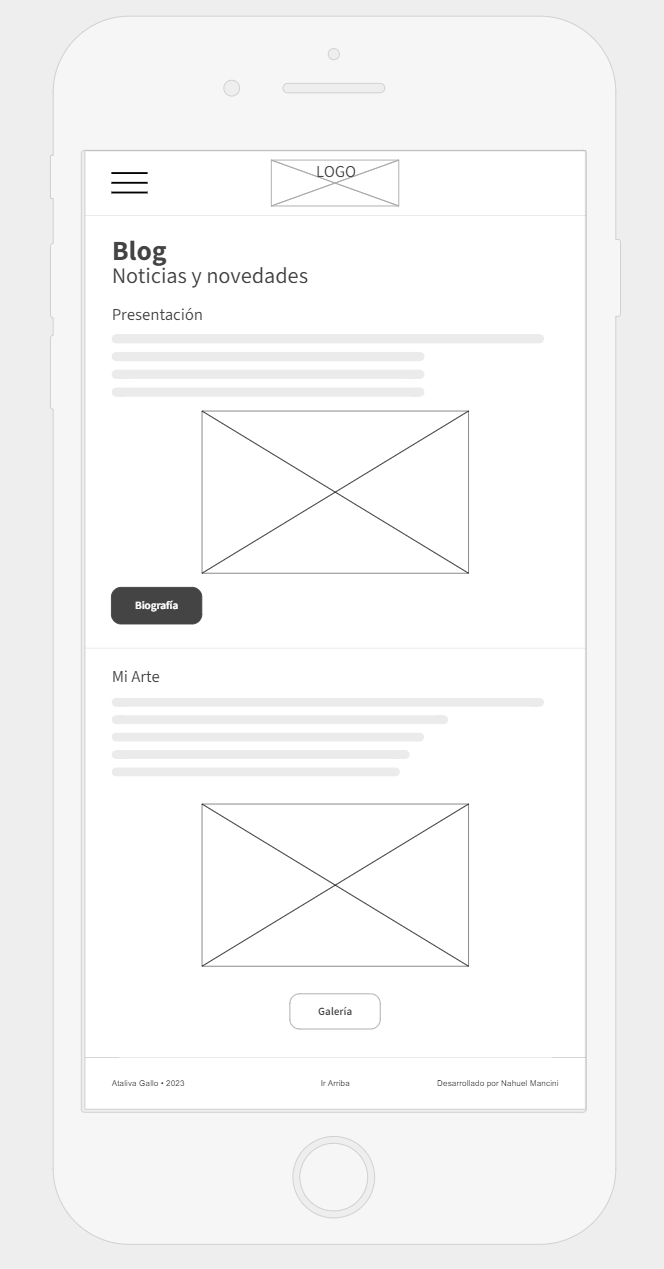 LOGO
Blog
Noticias y novedades
Presentación
Biografía
Mi Arte
Galería
Ataliva Gallo • 2023
Ir Arriba
Desarrollado por Nahuel Mancini